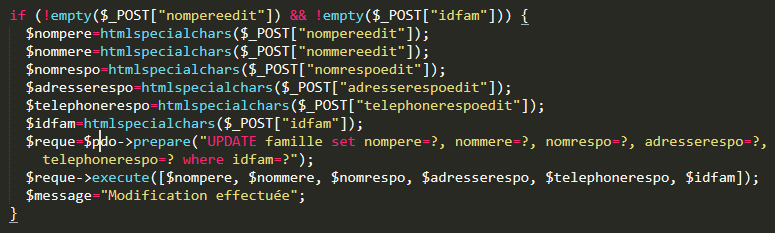 if (!empty($_POST["nompereedit"]) && !empty($_POST["idfam"])) {
$nompere=htmlspecialchars($_POST["nompereedit"]);
$nommere=htmlspecialchars($_POST["nommereedit"]);
$nomrespo=htmlspecialchars($_POST["nomrespoedit"]);
$adresserespo=htmlspecialchars($_POST["adresserespoedit"]);
$telephonerespo=htmlspecialchars($_POST["telephonerespoedit"]);
$idfam=htmlspecialchars($_POST["idfam"]);
$reque=$pdo->prepare("UPDATE famille set nompere=?, nommere=?, nomrespo=?, adresserespo=?,
telephonerespo=? where idfam=?");
$reque->execute([$nompere, $nommere, $nomrespo, $adresserespo, $telephonerespo, $idfam]);
$message="Modification effectuée";
}